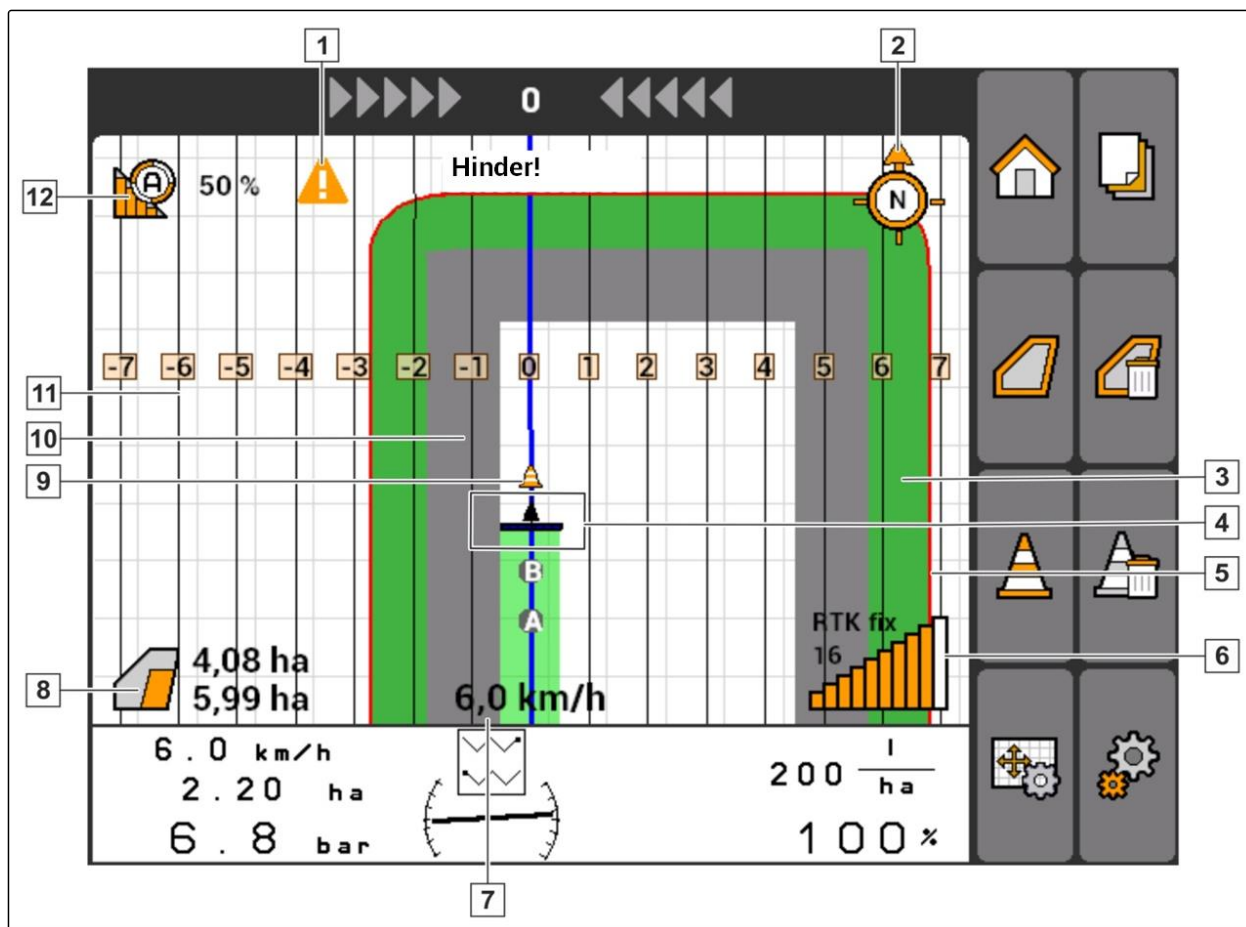 1
2
0
Hinder!
N
A
50 %
12
-7 -6 -5 -4 -3 -2 -1 0 1 2 3 4 5 6 7
11
10
9
3
4
B
5
A
RTK fix
16
6
8
4,08 ha
5,99 ha
6,0 km/h
6.0 km/h
2.20 ha
6.8 bar
200 l/ha
100 %
7